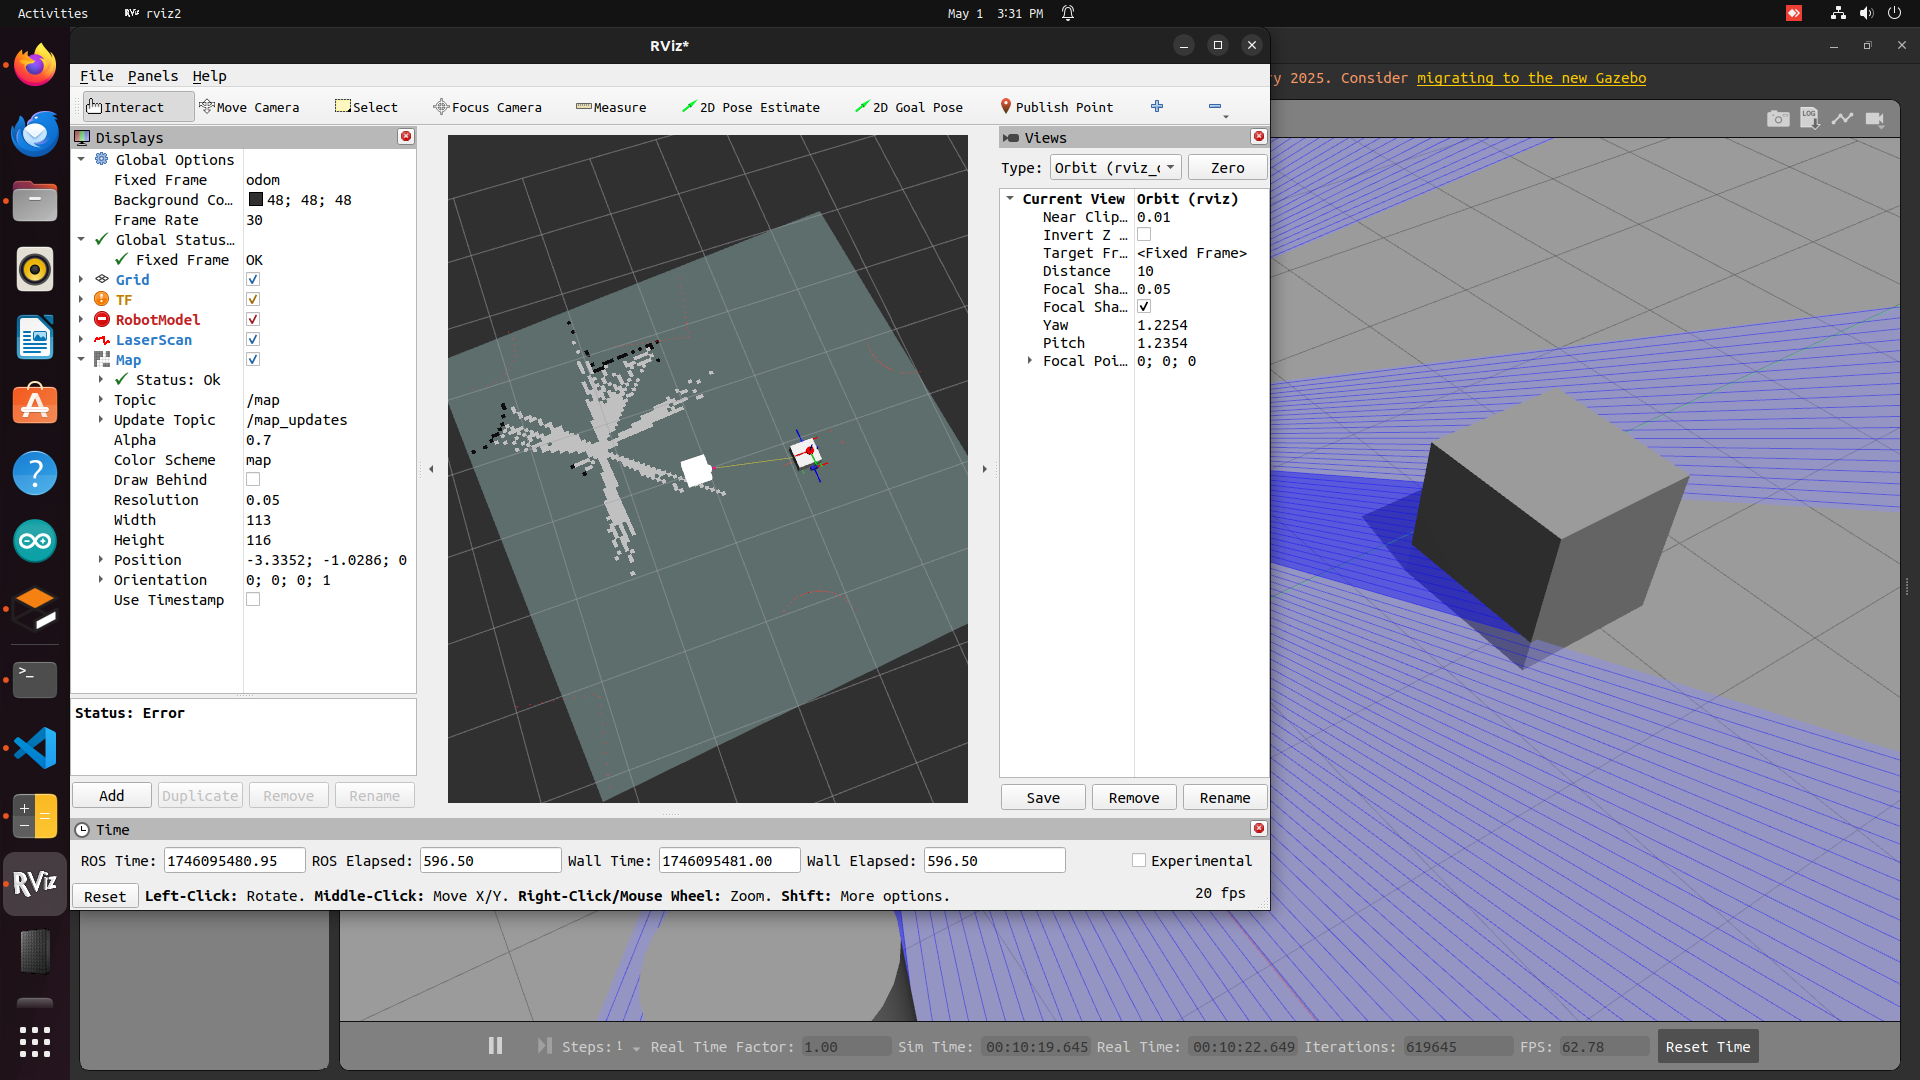 Activities rviz2 May 1 3:31 PM
RViz*
y 2025. Consider migrating to the new Gazebo
File Panels Help
Interact Move Camera Select Focus Camera Measure 2D Pose Estimate 2D Goal Pose Publish Point
LOG
Displays
Global Options
Fixed Frame odom
Background Co... 48; 48; 48
Frame Rate 30
Global Status...
Fixed Frame OK
Grid
TF
RobotModel
LaserScan
Map
Status: Ok
Topic /map
Update Topic /map_updates
Alpha 0.7
Color Scheme map
Draw Behind
Resolution 0.05
Width 113
Height 116
Position -3.3352; -1.0286; 0
Orientation 0; 0; 0; 1
Use Timestamp
Status: Error
Add Duplicate Remove Rename
Views
Type: Orbit (rviz_c Zero
Current View Orbit (rviz)
Near Clip... 0.01
Invert Z ...
Target Fr... <Fixed Frame>
Distance 10
Focal Sha... 0.05
Focal Sha...
Yaw 1.2254
Pitch 1.2354
Focal Poi... 0; 0; 0
Save Remove Rename
Time
ROS Time: 1746095480.95 ROS Elapsed: 596.50 Wall Time: 1746095481.00 Wall Elapsed: 596.50 Experimental
Reset Left-Click: Rotate. Middle-Click: Move X/Y. Right-Click/Mouse Wheel: Zoom. Shift: More options. 20 fps
RViz
Steps: 1 Real Time Factor: 1.00 Sim Time: 00:10:19.645 Real Time: 00:10:22.649 Iterations: 619645 FPS: 62.78 Reset Time